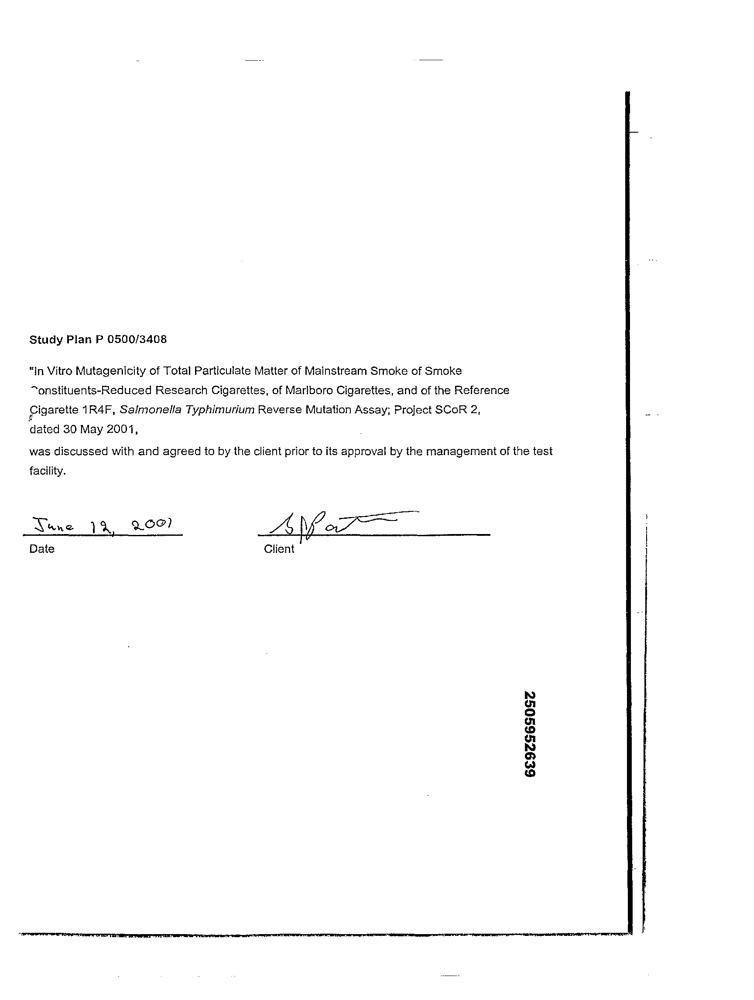 Study Plan P 0500/3408
"In Vitro Mutagenicity of Total Particulate Matter of Mainstream Smoke of Smoke
onstituents-Reduced Research Cigarettes, of Marlboro Cigarettes, and of the Reference
Cigarette 1R4F, Salmonella Typhimurium Reverse Mutation Assay; Project SCoR 2,
dated 30 May 2001,
was discussed with and agreed to by the client prior to its approval by the management of the test
facility.
June 12, 2001
Date
Client
2505952639